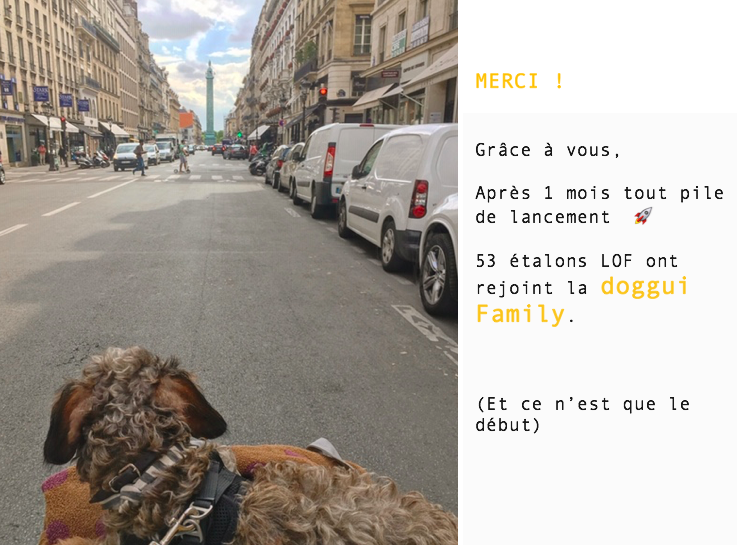 MERCI !
Grâce à vous,
Après 1 mois tout pile
de lancement 🚀
53 étalons LOF ont
rejoint la doggui
Family.
(Et ce n’est que le
début)